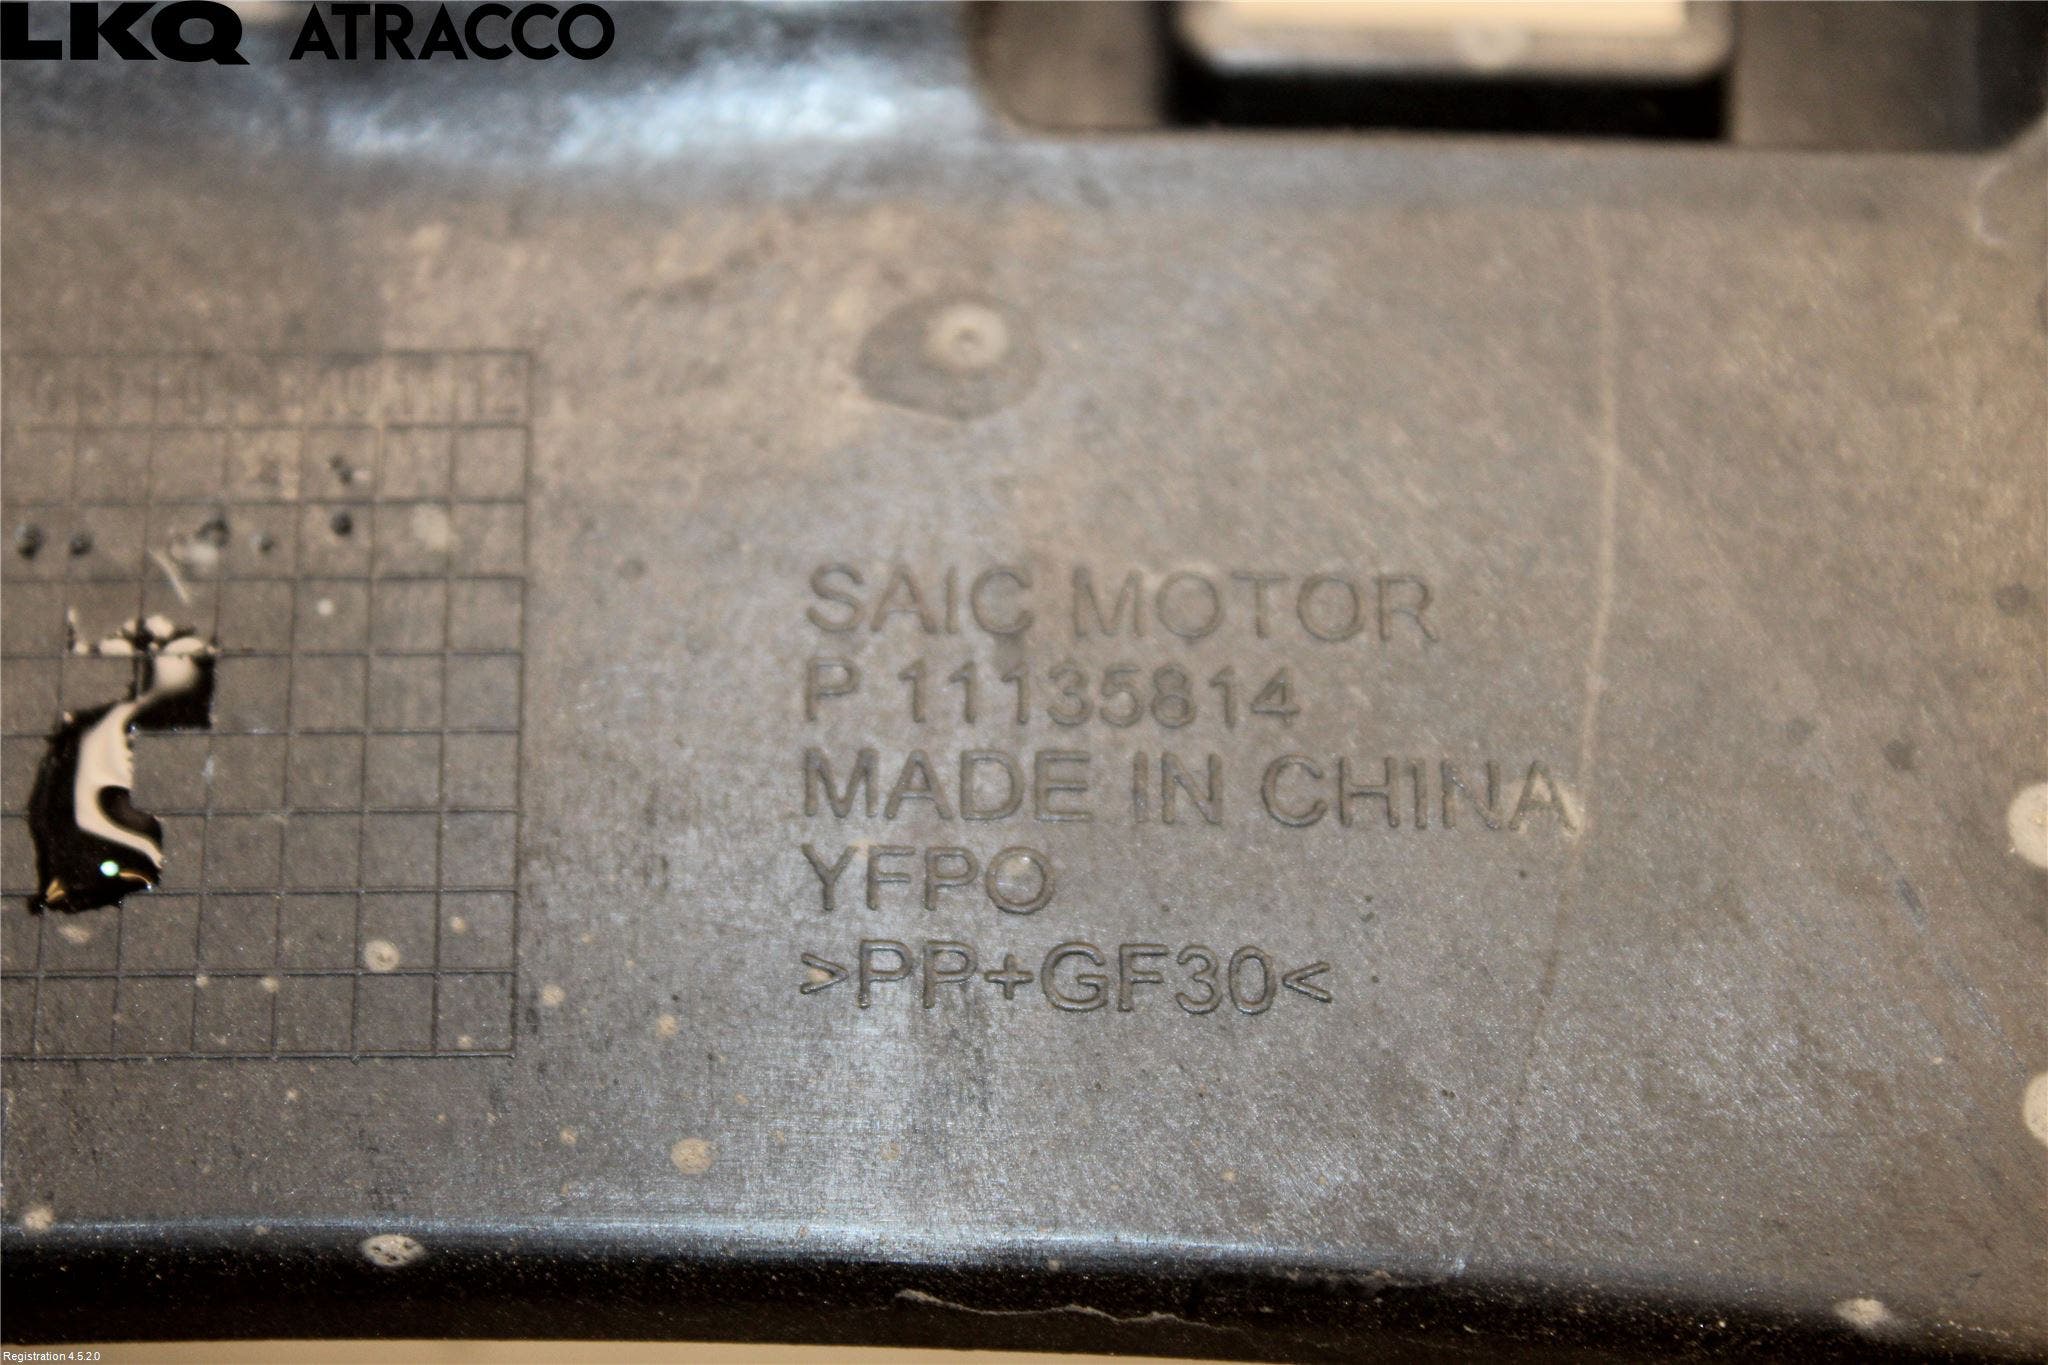 LKQ ATRACCO
SAIC MOTOR
P 11135814
MADE IN CHINA
YFPO
>PP+GF30<
Registration 4.5.2.0